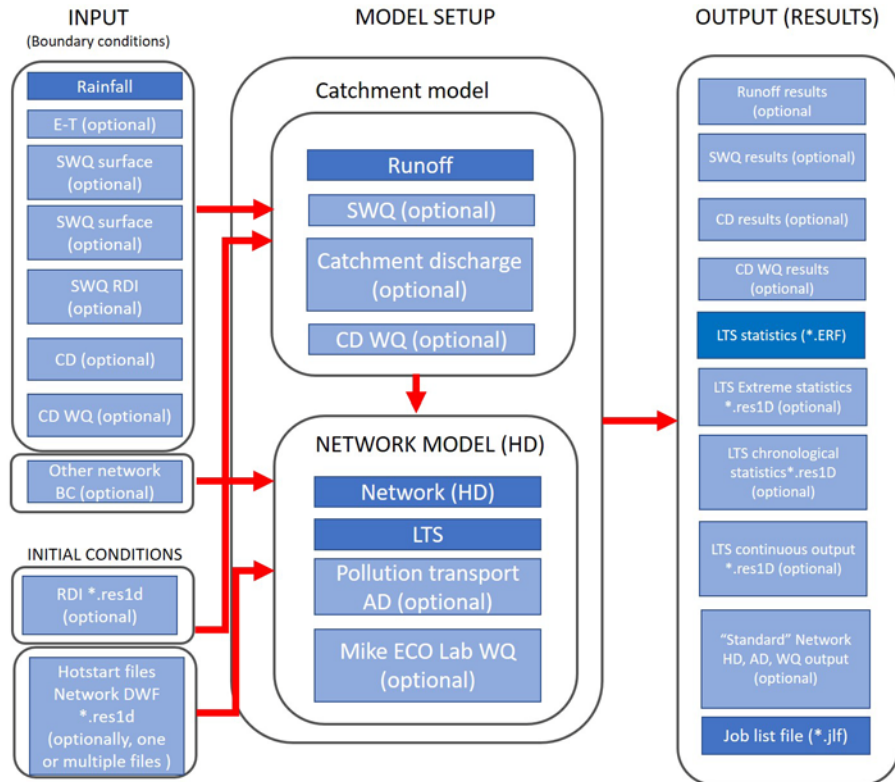 INPUT
(Boundary conditions)
Rainfall
E-T (optional)
SWQ surface
(optional)
SWQ surface
(optional)
SWQ RDI
(optional)
CD (optional)
CD WQ (optional)
Other network
BC (optional)
INITIAL CONDITIONS
RDI *.res1d
(optional)
Hotstart files
Network DWF
*.res1d
(optionally, one
or multiple files )
MODEL SETUP
Catchment model
Runoff
SWQ (optional)
Catchment discharge
(optional)
CD WQ (optional)
NETWORK MODEL (HD)
Network (HD)
LTS
Pollution transport
AD (optional)
Mike ECO Lab WQ
(optional)
OUTPUT (RESULTS)
Runoff results
(optional
SWQ results (optional)
CD results (optional)
CD WQ results
(optional)
LTS statistics (*.ERF)
LTS Extreme statistics
*.res1D (optional)
LTS chronological
statistics*.res1D
(optional)
LTS continuous output
*.res1D (optional)
“Standard” Network
HD, AD, WQ output
(optional)
Job list file (*.jlf)